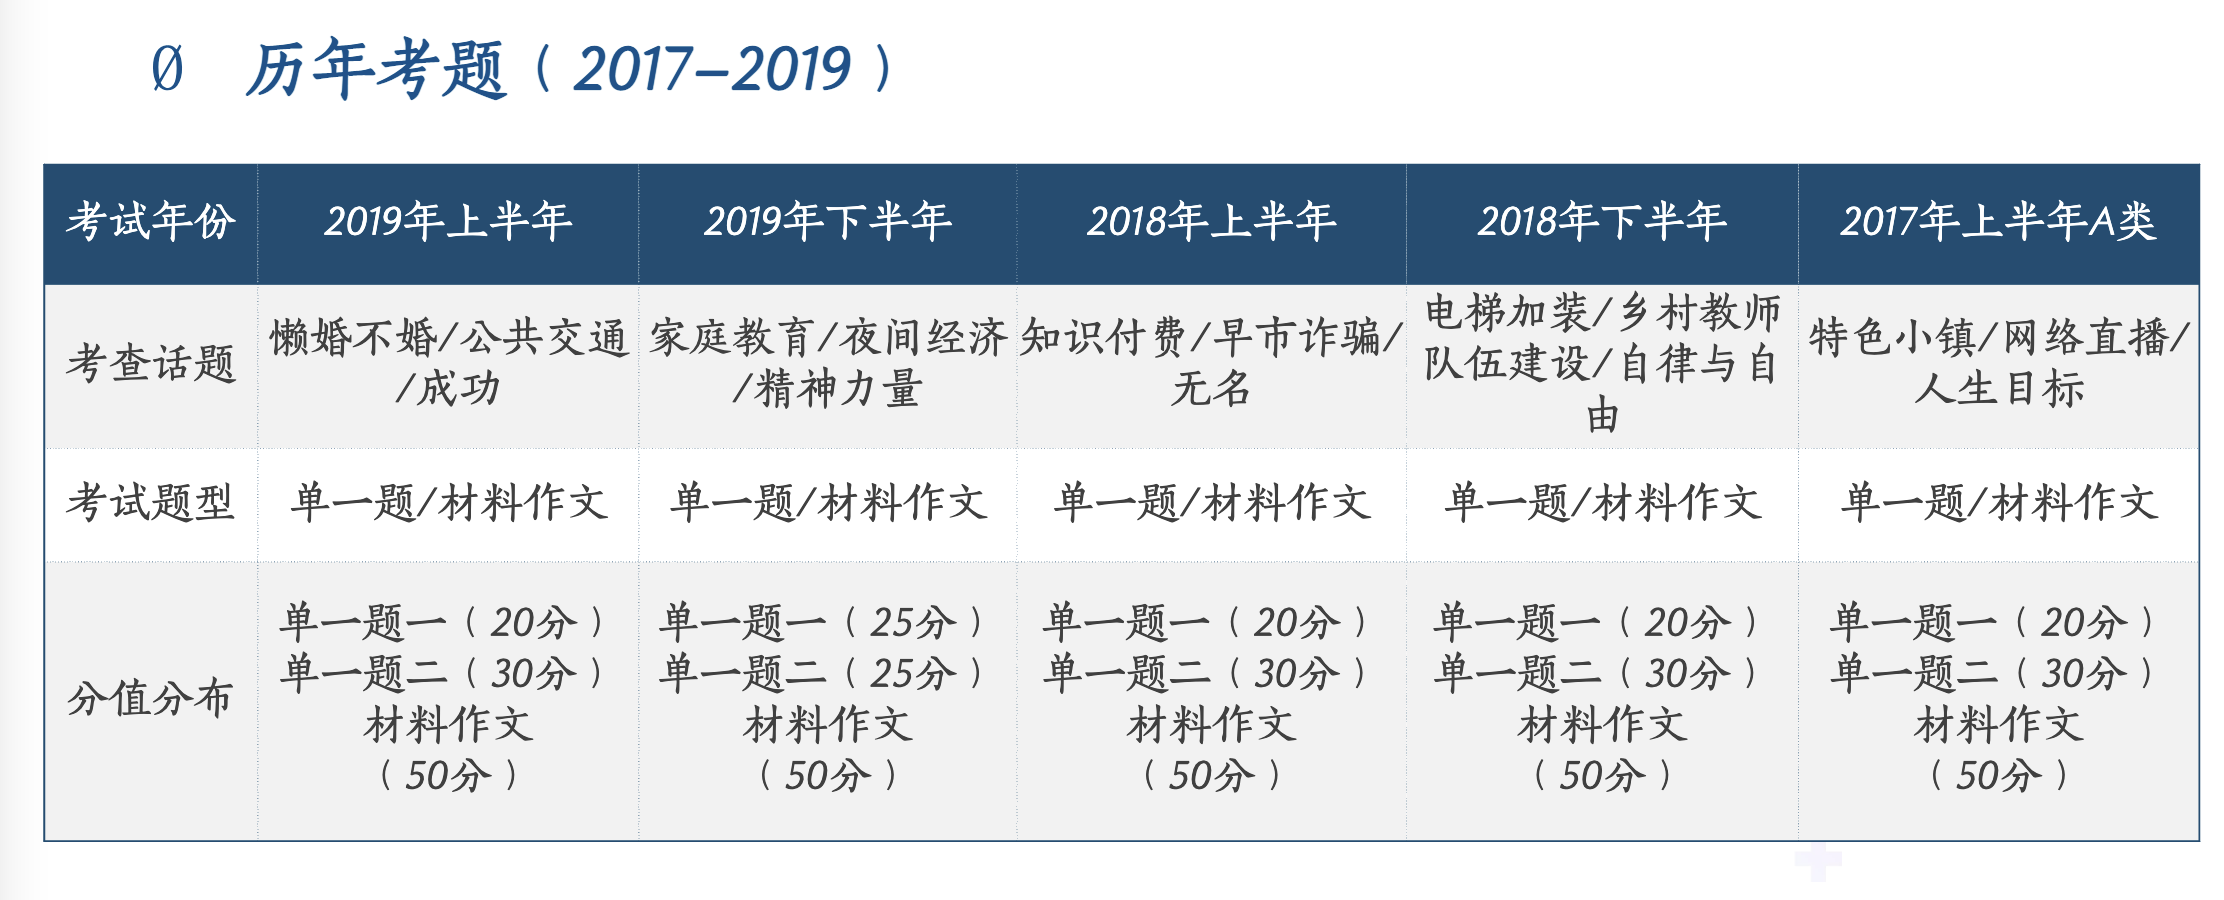 Ø 历年考题（2017-2019）
考试年份 2019年上半年 2019年下半年 2018年上半年 2018年下半年 2017年上半年A类
考查话题
懒婚不婚/公共交通
/成功
家庭教育/夜间经济
/精神力量
知识付费/早市诈骗/
无名
电梯加装/乡村教师
队伍建设/自律与自
由
特色小镇/网络直播/
人生目标
考试题型 单一题/材料作文 单一题/材料作文 单一题/材料作文 单一题/材料作文 单一题/材料作文
分值分布
单一题一（20分）
单一题二（30分）
材料作文
（50分）
单一题一（25分）
单一题二（25分）
材料作文
（50分）
单一题一（20分）
单一题二（30分）
材料作文
（50分）
单一题一（20分）
单一题二（30分）
材料作文
（50分）
单一题一（20分）
单一题二（30分）
材料作文
（50分）